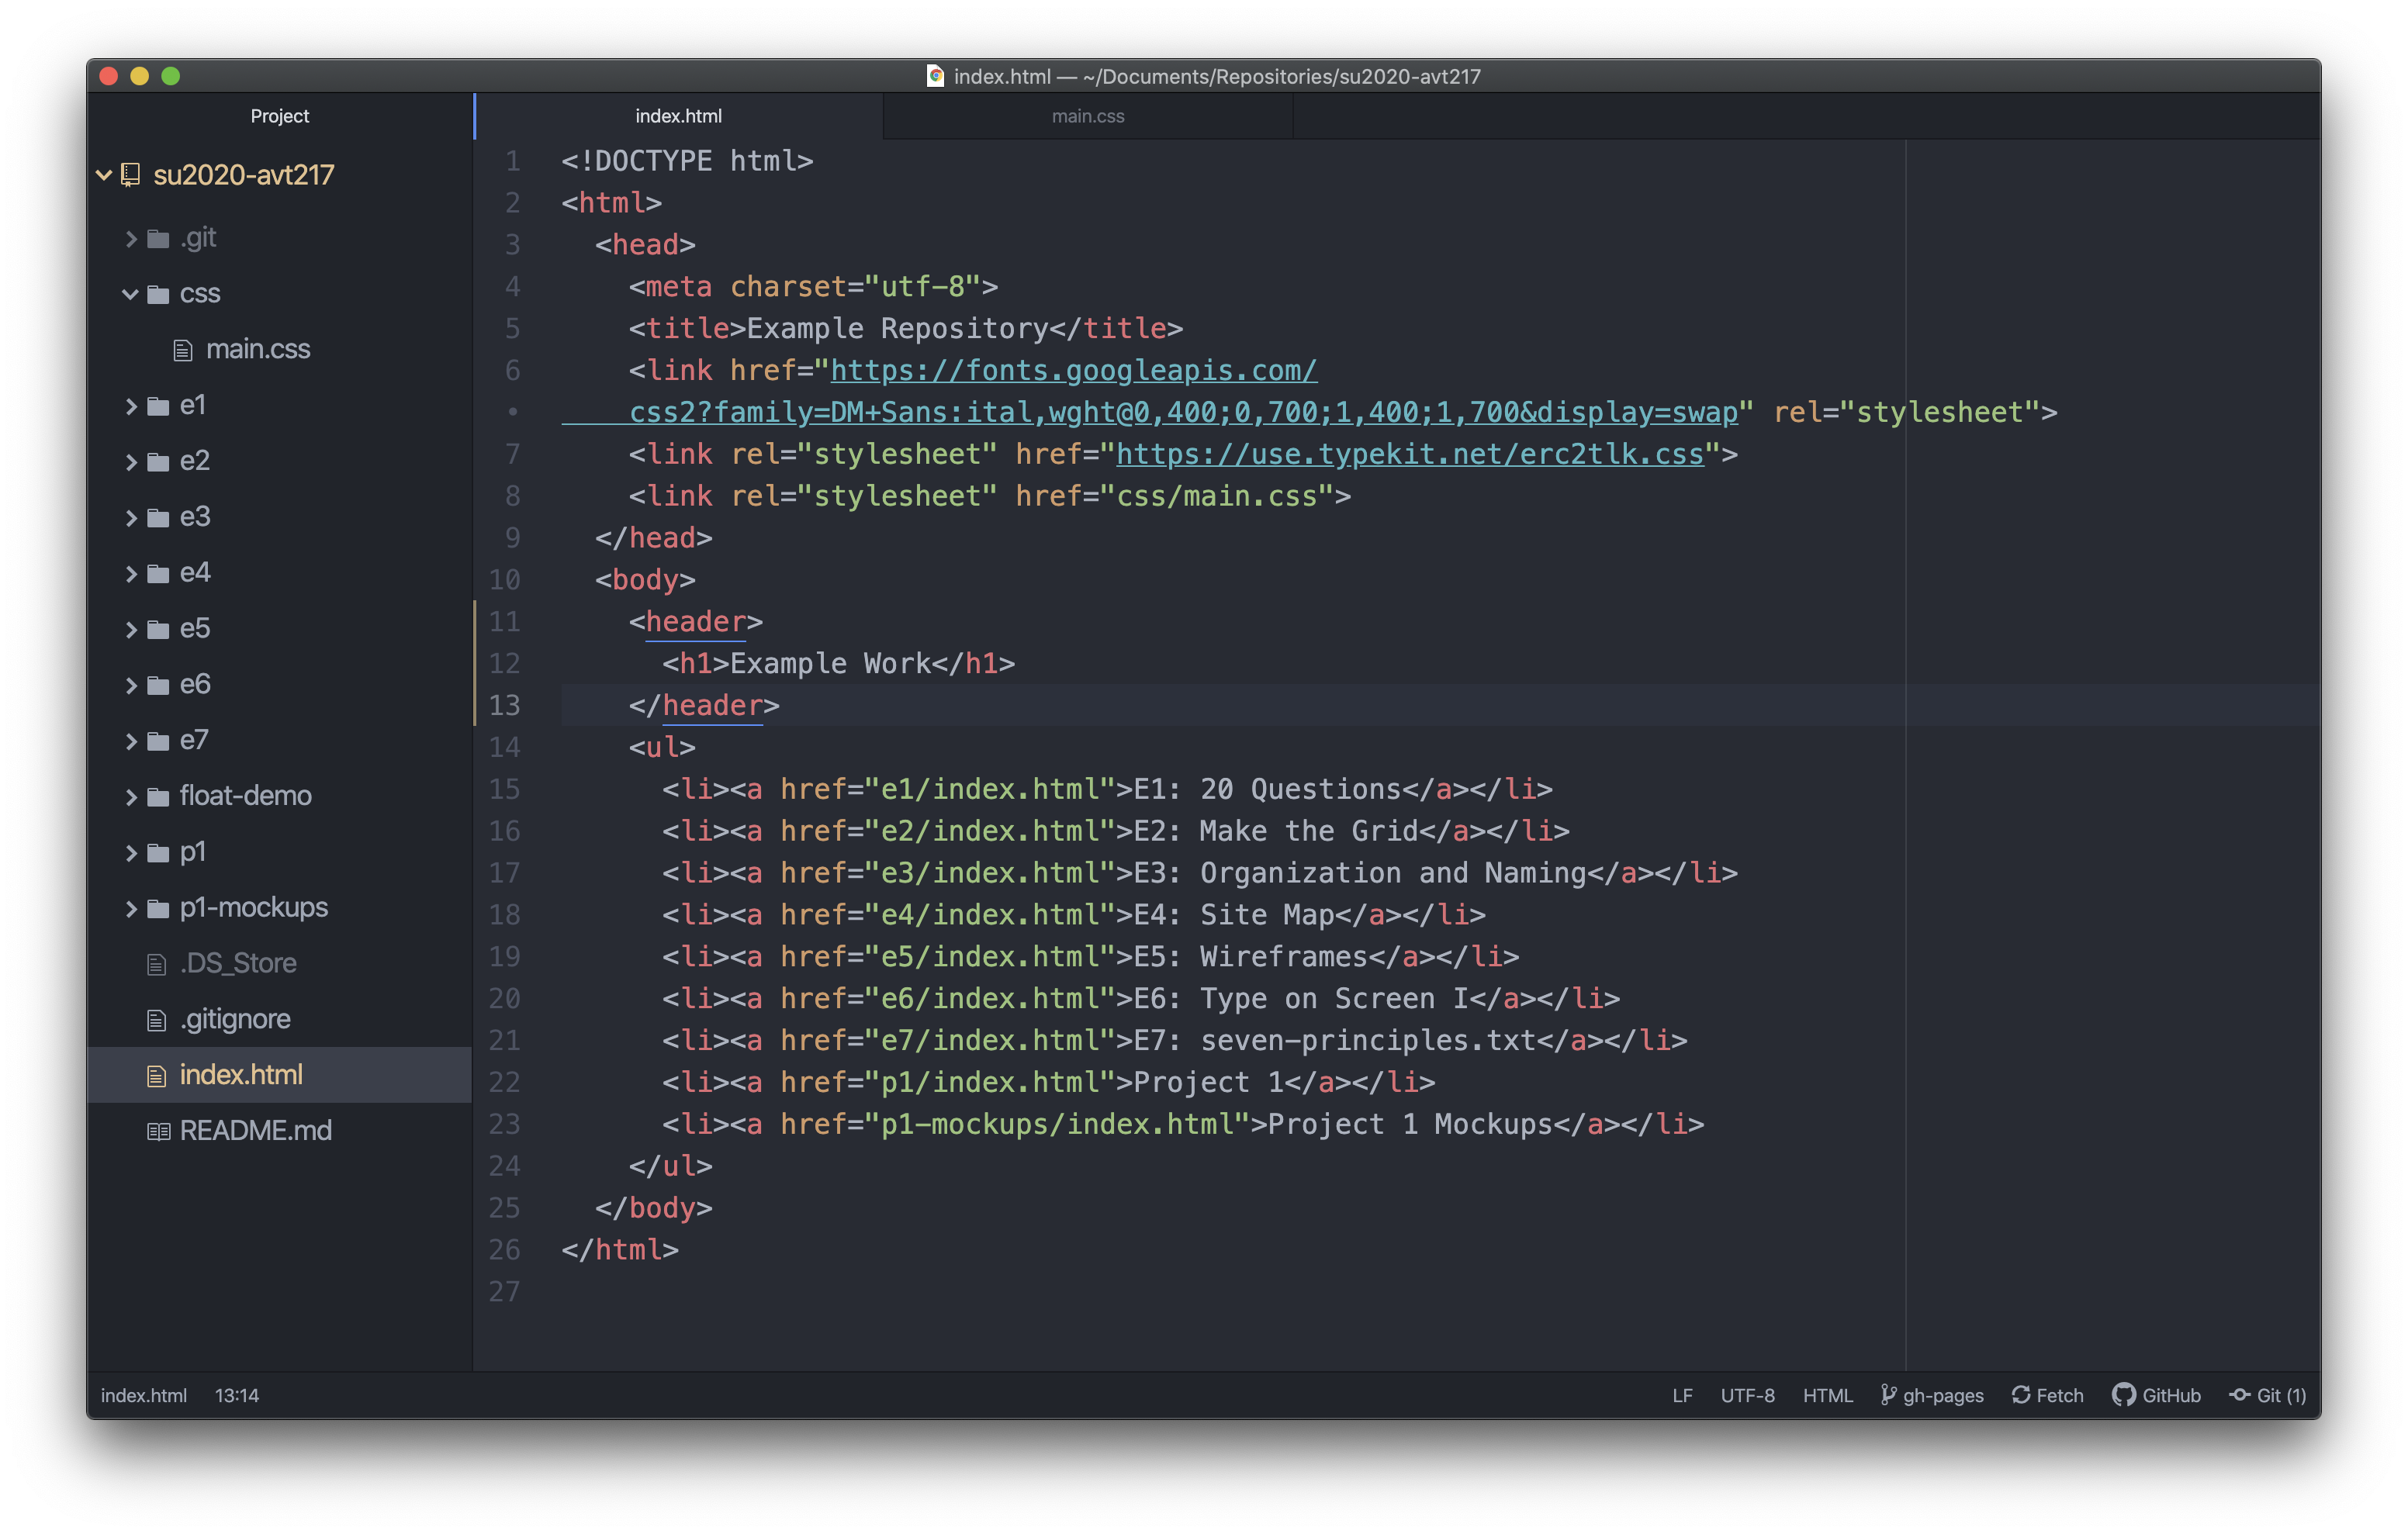 index.html — ~/Documents/Repositories/su2020-avt217
Project
su2020-avt217
.git
css
main.css
e1
e2
e3
e4
e5
e6
e7
float-demo
p1
p1-mockups
.DS_Store
.gitignore
index.html
README.md
index.html
main.css
1 <!DOCTYPE html>
2 <html>
3 <head>
4 <meta charset="utf-8">
5 <title>Example Repository</title>
6 <link href="https://fonts.googleapis.com/
• css2?family=DM+Sans:ital,wght@0,400;0,700;1,400;1,700&display=swap" rel="stylesheet">
7 <link rel="stylesheet" href="https://use.typekit.net/erc2tlk.css">
8 <link rel="stylesheet" href="css/main.css">
9 </head>
10 <body>
11 <header>
12 <h1>Example Work</h1>
13 </header>
14 <ul>
15 <li><a href="e1/index.html">E1: 20 Questions</a></li>
16 <li><a href="e2/index.html">E2: Make the Grid</a></li>
17 <li><a href="e3/index.html">E3: Organization and Naming</a></li>
18 <li><a href="e4/index.html">E4: Site Map</a></li>
19 <li><a href="e5/index.html">E5: Wireframes</a></li>
20 <li><a href="e6/index.html">E6: Type on Screen I</a></li>
21 <li><a href="e7/index.html">E7: seven-principles.txt</a></li>
22 <li><a href="p1/index.html">Project 1</a></li>
23 <li><a href="p1-mockups/index.html">Project 1 Mockups</a></li>
24 </ul>
25 </body>
26 </html>
27
index.html 13:14 LF UTF-8 HTML gh-pages Fetch GitHub Git (1)